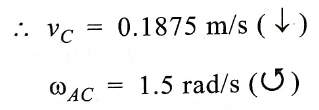 ∴ v_C = 0.1875 m/s (↓)
ω_AC = 1.5 rad/s (↺)